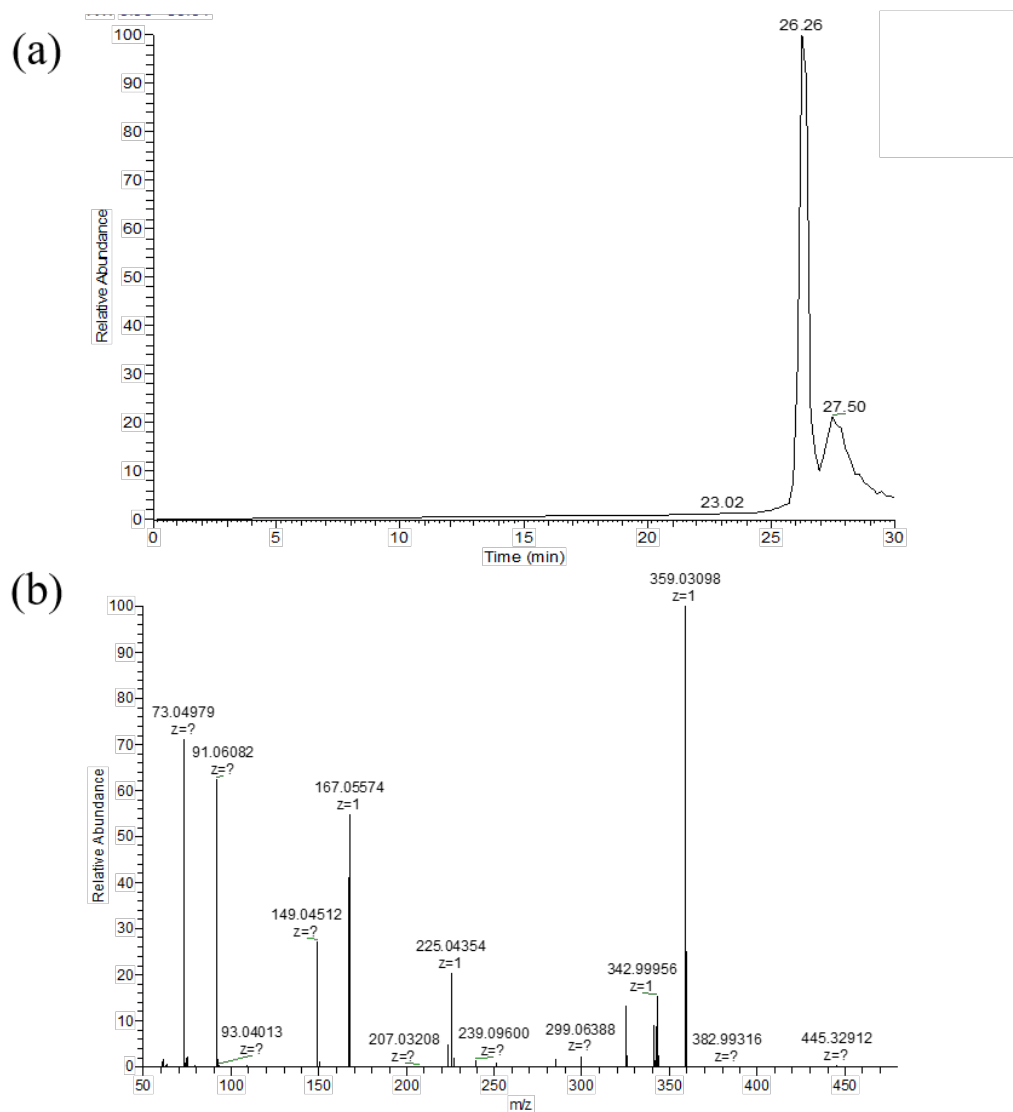 (a)
26.26
100
90
80
70
60
50
40
30
20
10
0
Relative Abundance
27.50
23.02
0 5 10 15 20 25 30
Time (min)
(b)
359.03098
z=1
100
90
80
70
60
50
40
30
20
10
0
Relative Abundance
73.04979
z=?
91.06082
z=?
167.05574
z=1
149.04512
z=?
225.04354
z=1
342.99956
z=1
93.04013
z=?
207.03208
z=?
239.09600
z=?
299.06388
z=?
382.99316
z=?
445.32912
z=?
50 100 150 200 250 300 350 400 450
m/z